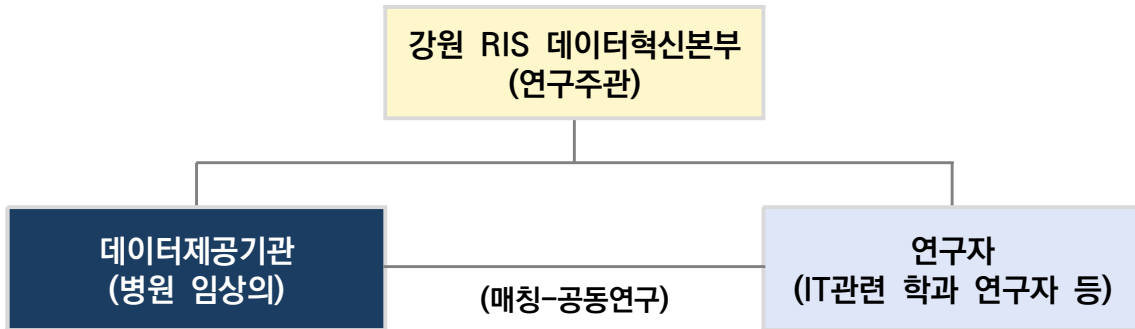 강원 RIS 데이터혁신본부
(연구주관)
데이터제공기관
(병원 임상의)
(매칭-공동연구)
연구자
(IT관련 학과 연구자 등)